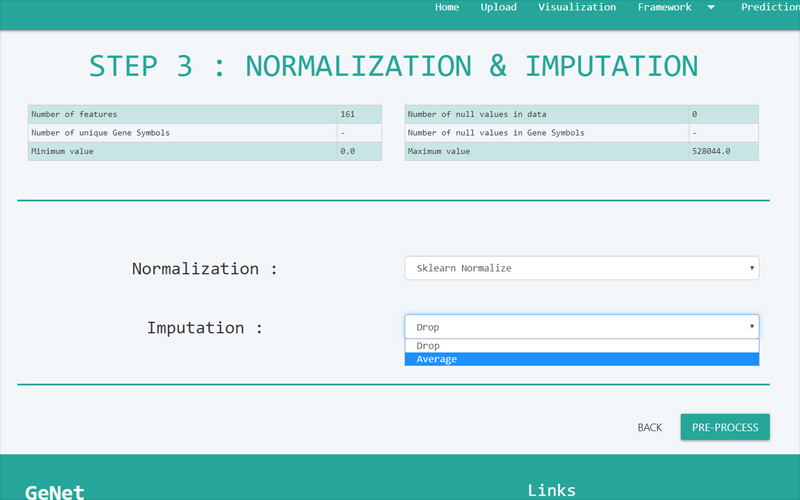 Home Upload Visualization Framework Prediction
STEP 3 : NORMALIZATION & IMPUTATION
Number of features 161
Number of unique Gene Symbols -
Minimum value 0.0
Number of null values in data 0
Number of null values in Gene Symbols -
Maximum value 528044.0
Normalization : Sklearn Normalize
Imputation : Drop
Drop
Average
BACK PRE-PROCESS
GeNet Links